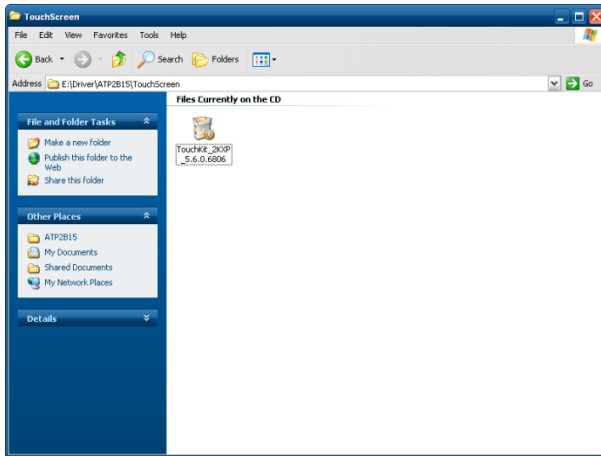 TouchScreen
File Edit View Favorites Tools Help
Back Search Folders
Address E:\Driver\ATP2B15\TouchScreen Go
Files Currently on the CD
File and Folder Tasks
Make a new folder
Publish this folder to the
Web
Share this folder
TouchKit_2KXP
_5.6.0.6806
Other Places
ATP2B15
My Documents
Shared Documents
My Network Places
Details